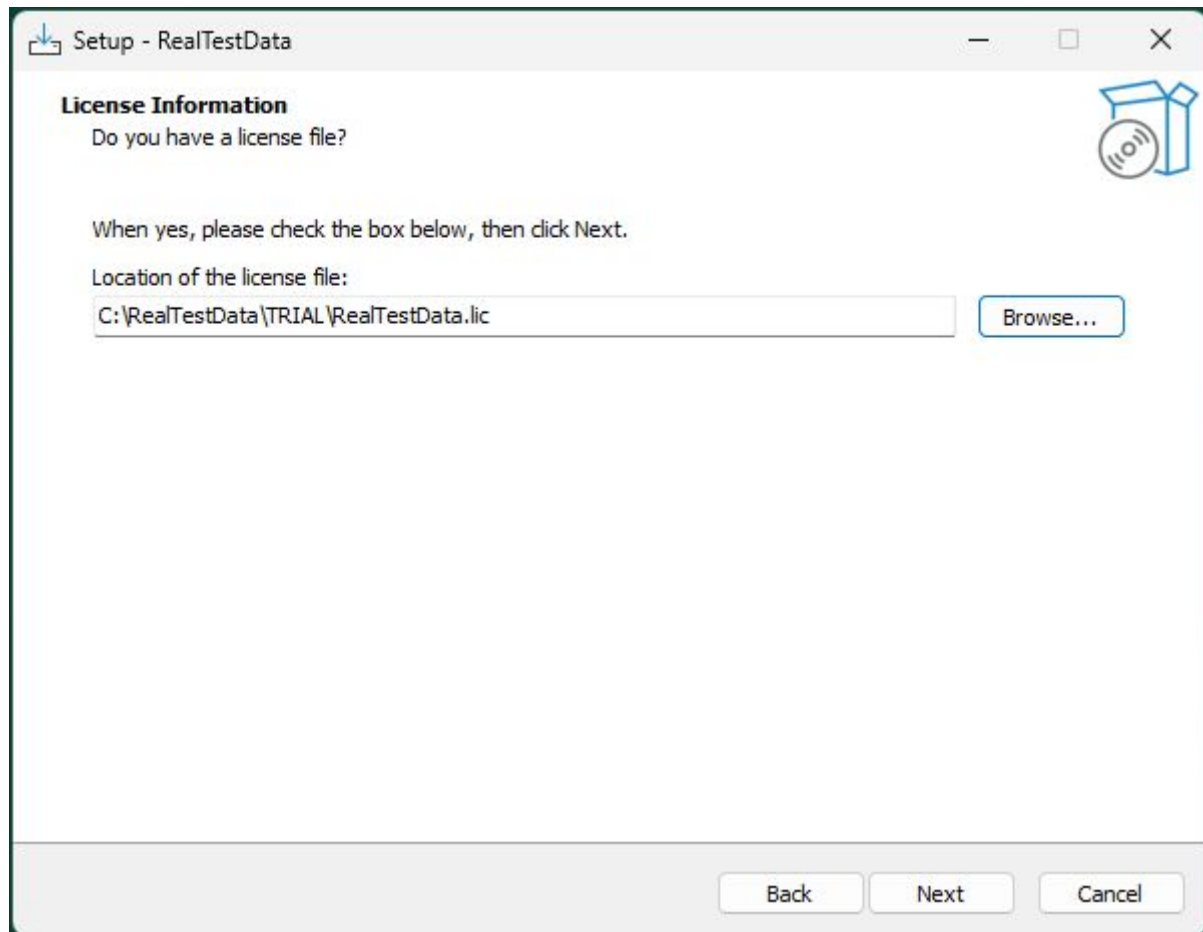 Setup - RealTestData
License Information
Do you have a license file?
When yes, please check the box below, then click Next.
Location of the license file:
C:\RealTestData\TRIAL\RealTestData.lic
Browse...
Back
Next
Cancel